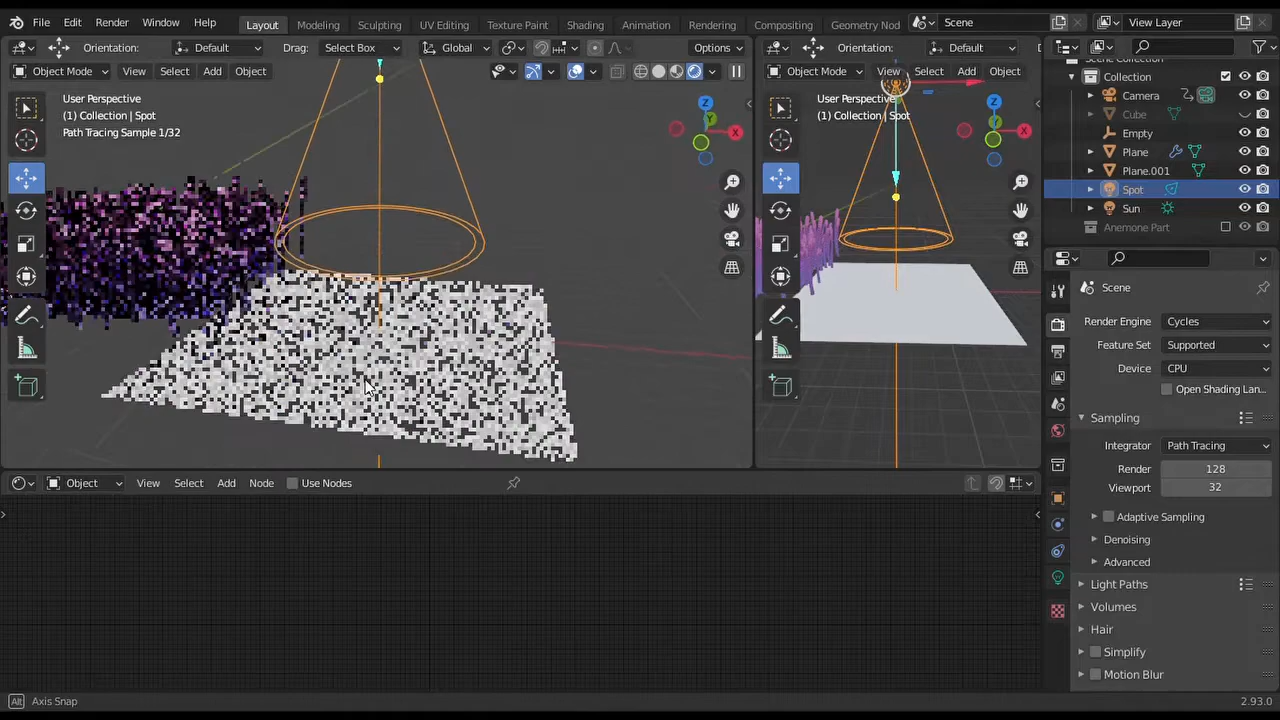 File Edit Render Window Help Layout Modeling Sculpting UV Editing Texture Paint Shading Animation Rendering Compositing Geometry Nod Scene View Layer
Orientation: Default Drag: Select Box Global Options
Object Mode View Select Add Object
User Perspective
(1) Collection | Spot
Path Tracing Sample 1/32
Z
Y
X
Orientation: Default
Object Mode View Select Add Object
User Perspective
(1) Collection | Spot
Z
X
Scene Collection
Collection
Camera
Cube
Empty
Plane
Plane.001
Spot
Sun
Anemone Part
Scene
Render Engine Cycles
Feature Set Supported
Device CPU
Open Shading Lan...
Sampling
Integrator Path Tracing
Render 128
Viewport 32
Adaptive Sampling
Denoising
Advanced
Light Paths
Volumes
Hair
Simplify
Motion Blur
Object View Select Add Node Use Nodes
Alt Axis Snap 2.93.0